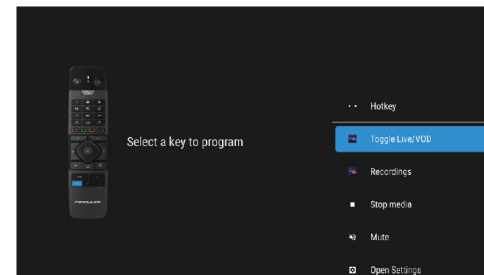 Select a key to program
Hotkey
Toggle Live/VOD
Recordings
Stop media
Mute
Open Settings